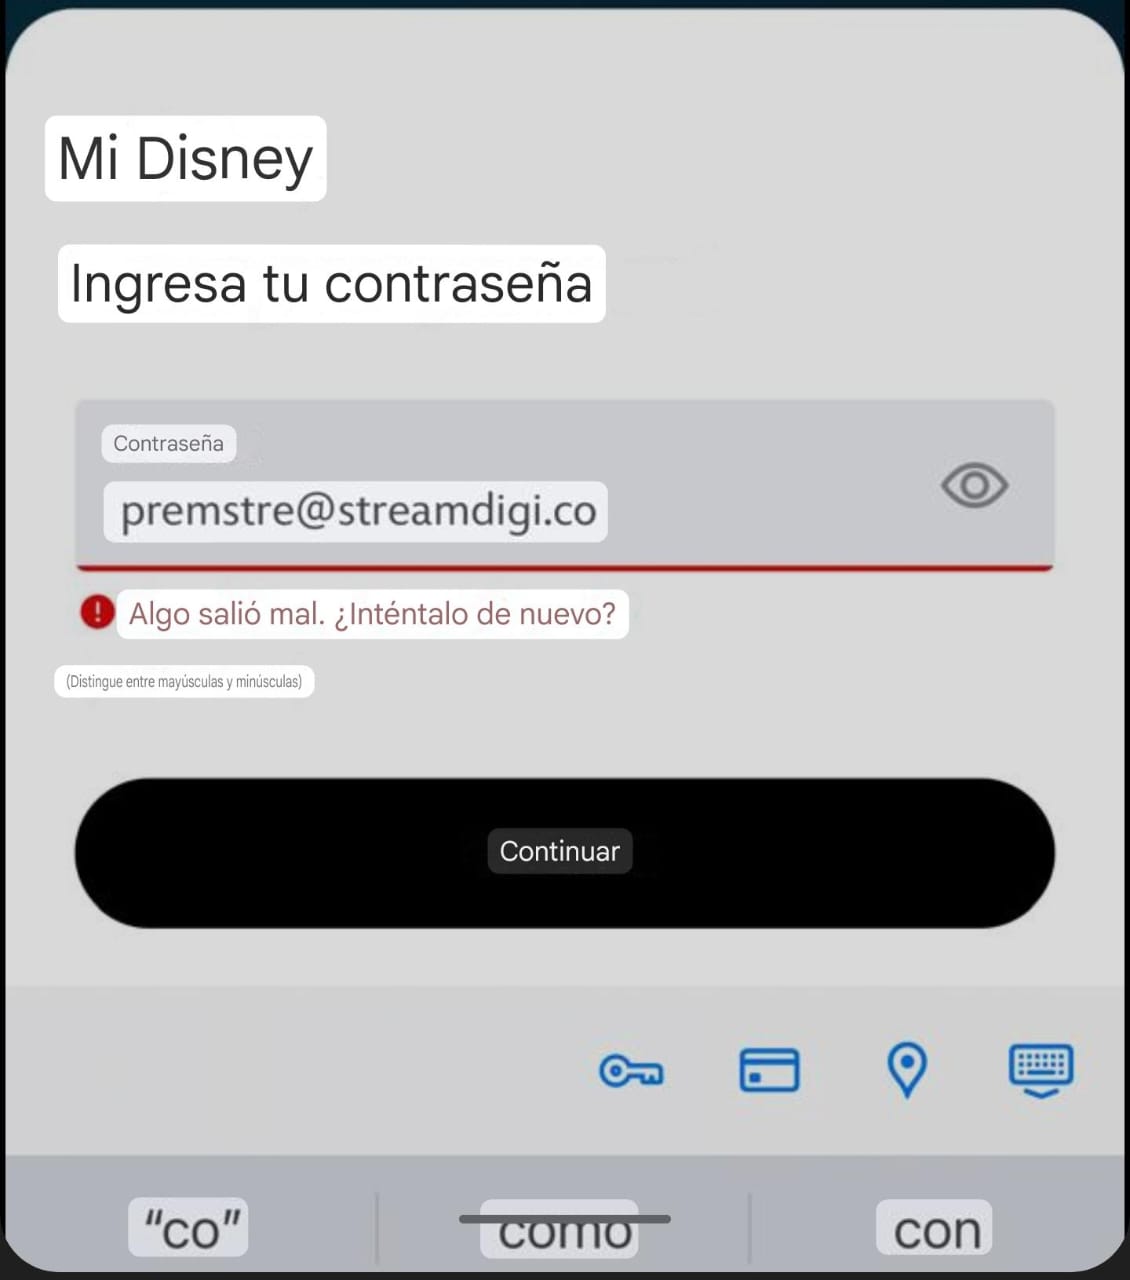 Mi Disney
Ingresa tu contraseña
Contraseña
premstre@streamdigi.co
Algo salió mal. ¿Inténtalo de nuevo?
(Distingue entre mayúsculas y minúsculas)
Continuar
“co” como con